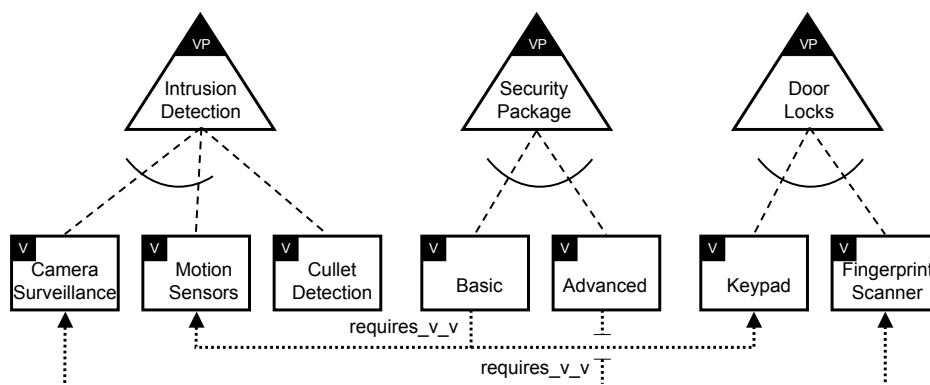 VP
VP
VP
Intrusion
Detection
Security
Package
Door
Locks
V
V
V
V
V
V
V
Camera
Surveillance
Motion
Sensors
Cullet
Detection
Basic
Advanced
Keypad
Fingerprint
Scanner
requires_v_v
requires_v_v